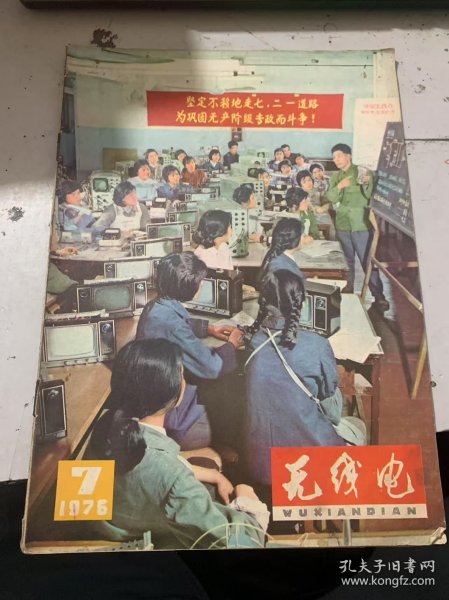 坚定不移地走七·二一道路
为巩固无产阶级专政而斗争！
7
1976
无线电
WUXIANDIAN
孔夫子旧书网
www.kongfz.com